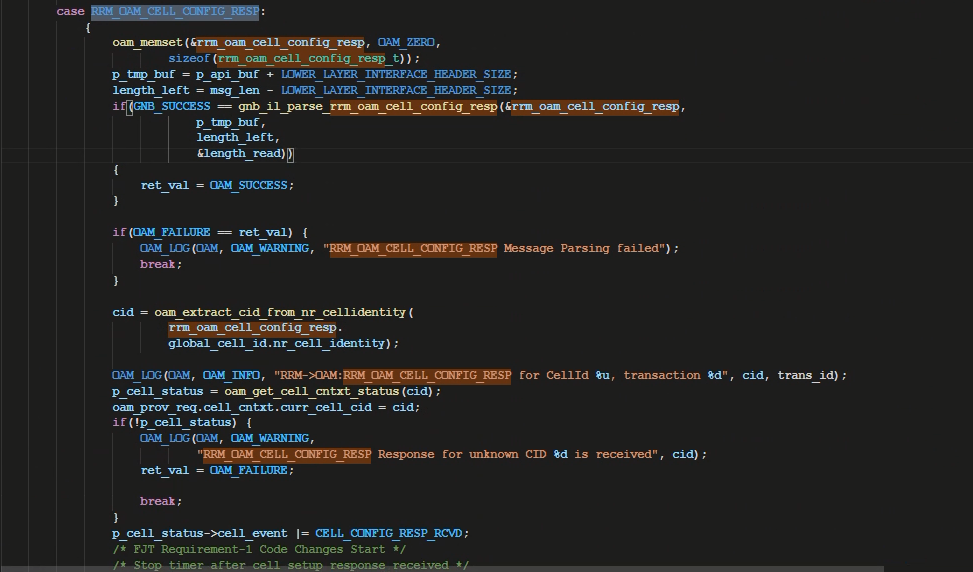 case RRM_OAM_CELL_CONFIG_RESP:
{
oam_memset(&rrm_oam_cell_config_resp, OAM_ZERO,
sizeof(rrm_oam_cell_config_resp_t));
p_tmp_buf = p_api_buf + LOWER_LAYER_INTERFACE_HEADER_SIZE;
length_left = msg_len - LOWER_LAYER_INTERFACE_HEADER_SIZE;
if(GNB_SUCCESS == gnb_il_parse_rrm_oam_cell_config_resp(&rrm_oam_cell_config_resp,
p_tmp_buf,
length_left,
&length_read))
{
ret_val = OAM_SUCCESS;
}
if(OAM_FAILURE == ret_val) {
OAM_LOG(OAM, OAM_WARNING, "RRM_OAM_CELL_CONFIG_RESP Message Parsing failed");
break;
}
cid = oam_extract_cid_from_nr_cellidentity(
rrm_oam_cell_config_resp.
global_cell_id.nr_cell_identity);
OAM_LOG(OAM, OAM_INFO, "RRM->OAM:RRM_OAM_CELL_CONFIG_RESP for CellId %u, transaction %d", cid, trans_id);
p_cell_status = oam_get_cell_cntxt_status(cid);
oam_prov_req.cell_cntxt.curr_cell_cid = cid;
if(!p_cell_status) {
OAM_LOG(OAM, OAM_WARNING,
"RRM_OAM_CELL_CONFIG_RESP Response for unknown CID %d is received", cid);
ret_val = OAM_FAILURE;
break;
}
p_cell_status->cell_event |= CELL_CONFIG_RESP_RCVD;
/* FJT Requirement-1 Code Changes Start */
/* Stop timer after cell setup response received */